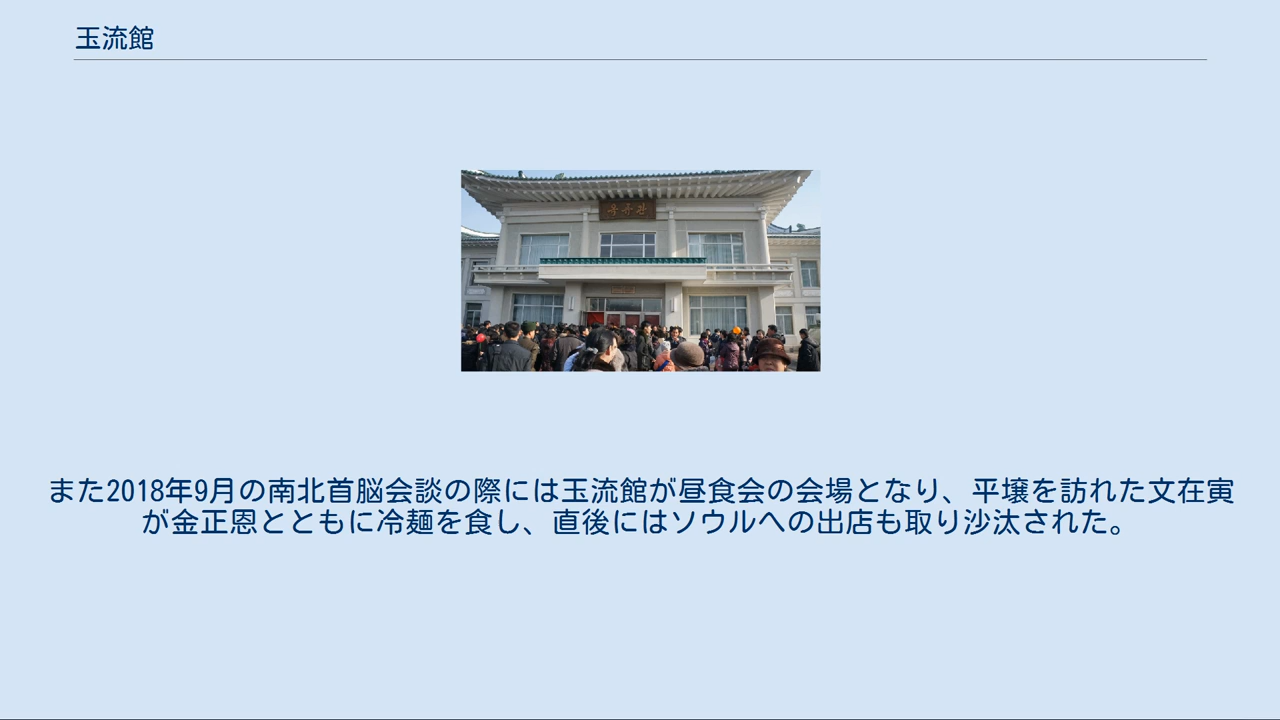 玉流館
옥류관
また2018年9月の南北首脳会談の際には玉流館が昼食会の会場となり、平壌を訪れた文在寅
が金正恩とともに冷麺を食し、直後にはソウルへの出店も取り沙汰された。